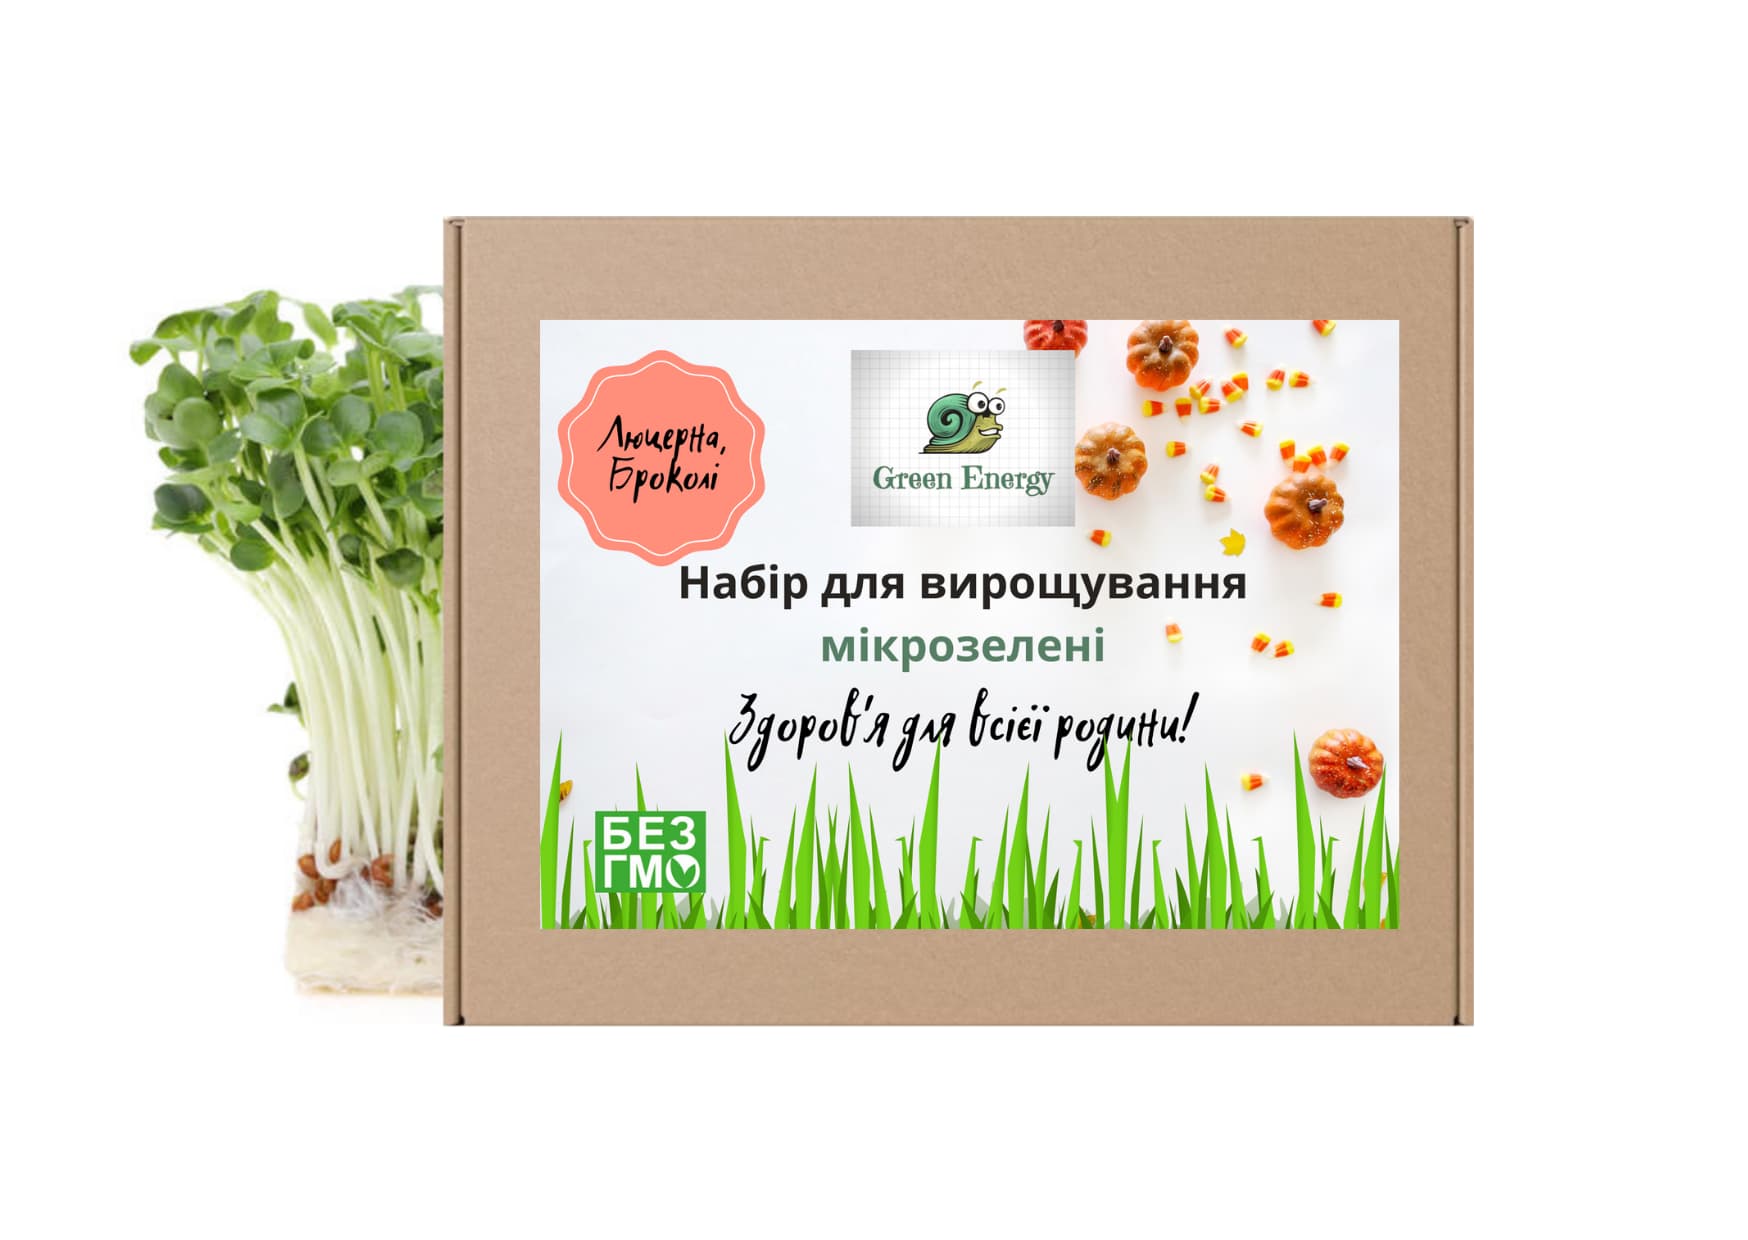 Люцерна,
Броколі
Green Energy
Набір для вирощування
мікрозелені
Здоров'я для всієї родини!
БЕЗ
ГМО